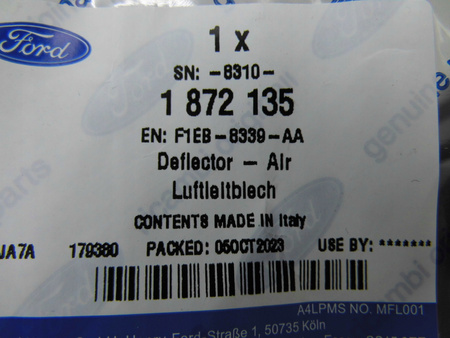 Ford
1 x
SN: -8310-
1 872 135
EN: F1EB-8339-AA
Deflector - Air
Luftleitblech
CONTENTS MADE IN Italy
JA7A 179380 PACKED: 05OCT2023 USE BY: *******
A4LPMS NO. MFL001
Ford-Straße 1, 50735 Köln